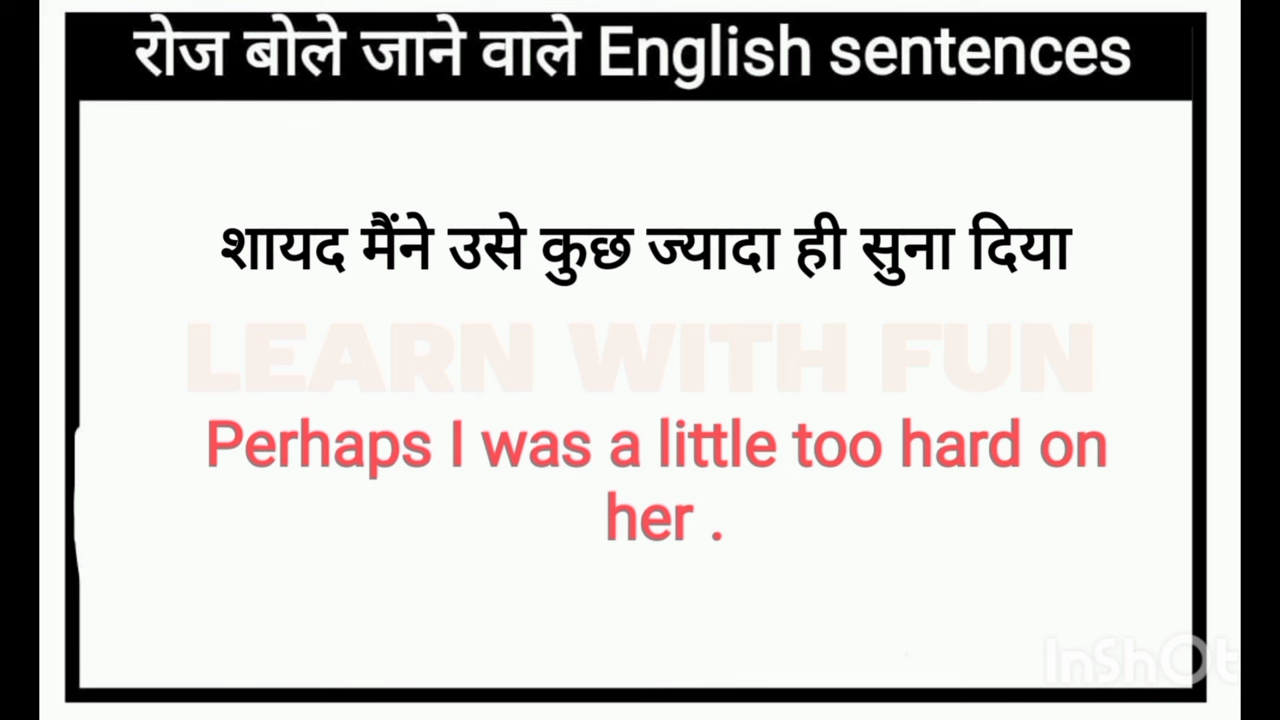 रोज बोले जाने वाले English sentences
शायद मैंने उसे कुछ ज्यादा ही सुना दिया
LEARN WITH FUN
Perhaps I was a little too hard on
her .
InShOt